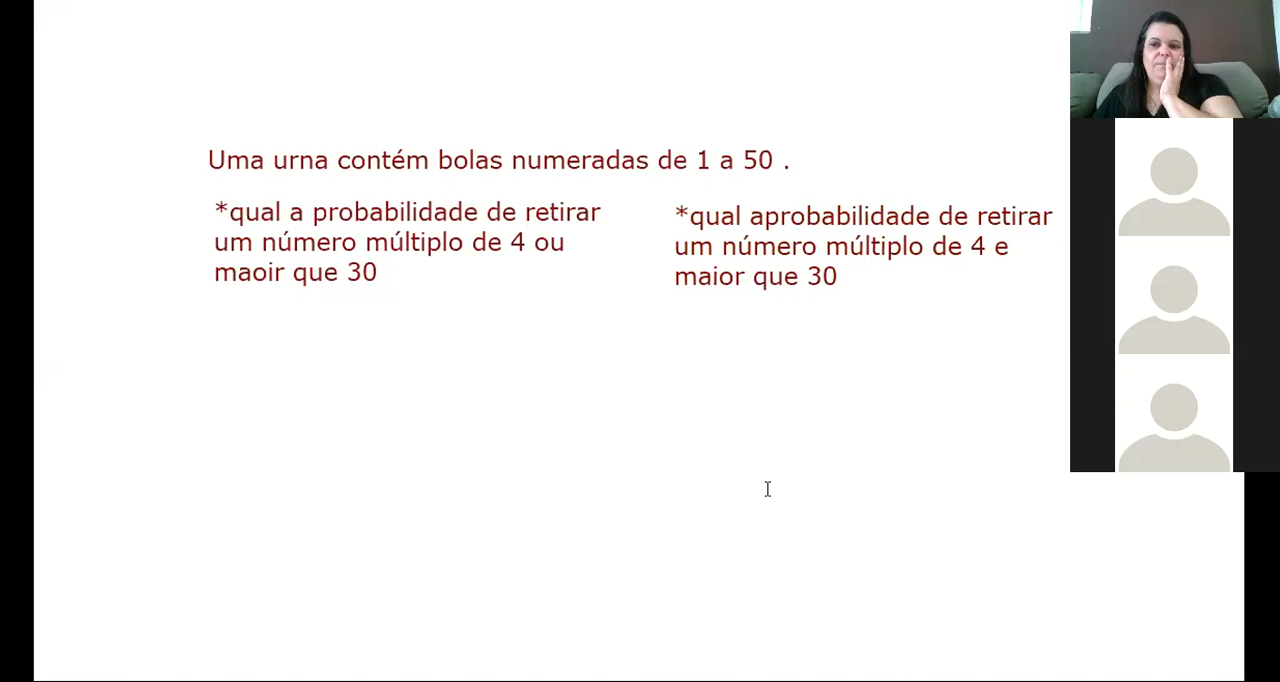 Uma urna contém bolas numeradas de 1 a 50 .
*qual a probabilidade de retirar
um número múltiplo de 4 ou
maoir que 30
*qual aprobabilidade de retirar
um número múltiplo de 4 e
maior que 30